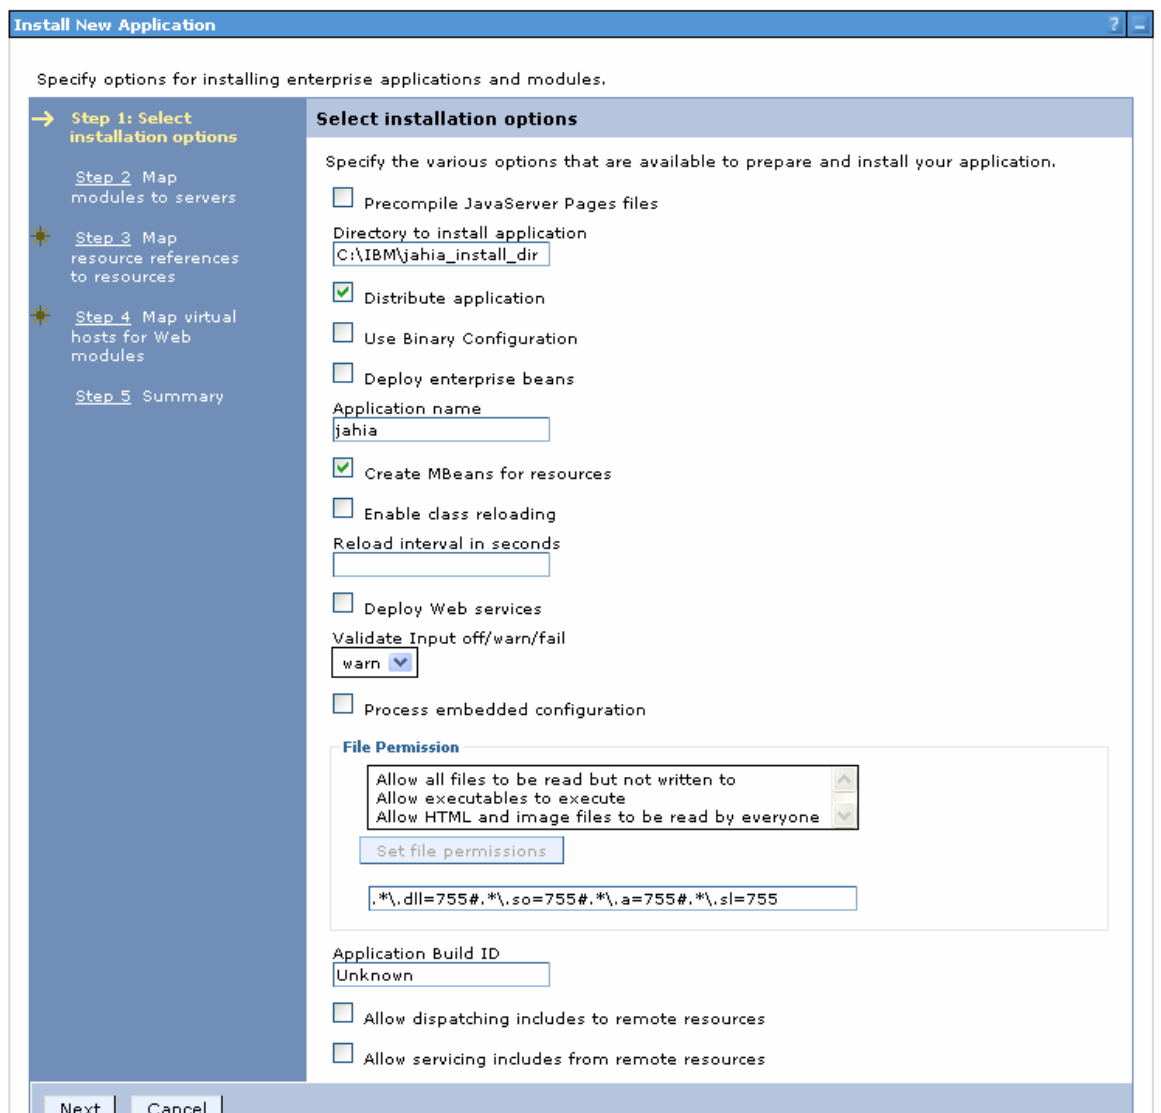 Install New Application
?
Specify options for installing enterprise applications and modules.
Step 1: Select
installation options
Step 2 Map
modules to servers
Step 3 Map
resource references
to resources
Step 4 Map virtual
hosts for Web
modules
Step 5 Summary
Select installation options
Specify the various options that are available to prepare and install your application.
Precompile JavaServer Pages files
Directory to install application
C:\IBM\jahia_install_dir
Distribute application
Use Binary Configuration
Deploy enterprise beans
Application name
jahia
Create MBeans for resources
Enable class reloading
Reload interval in seconds
Deploy Web services
Validate Input off/warn/fail
warn
Process embedded configuration
File Permission
Allow all files to be read but not written to
Allow executables to execute
Allow HTML and image files to be read by everyone
Set file permissions
.*\.dll=755#.*\.so=755#.*\.a=755#.*\.sl=755
Application Build ID
Unknown
Allow dispatching includes to remote resources
Allow servicing includes from remote resources
Next Cancel